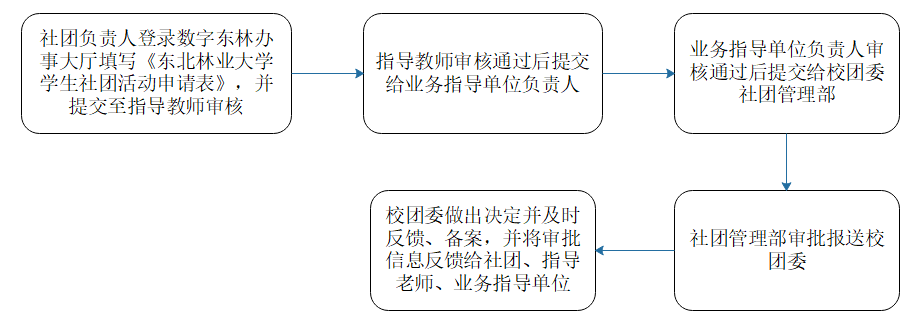 社团负责人登录数字东林办
事大厅填写《东北林业大学
学生社团活动申请表》，并
提交至指导教师审核
指导教师审核通过后提交
给业务指导单位负责人
业务指导单位负责人审
核通过后提交给校团委
社团管理部
社团管理部审批报送校
团委
校团委做出决定并及时
反馈、备案，并将审批
信息反馈给社团、指导
老师、业务指导单位